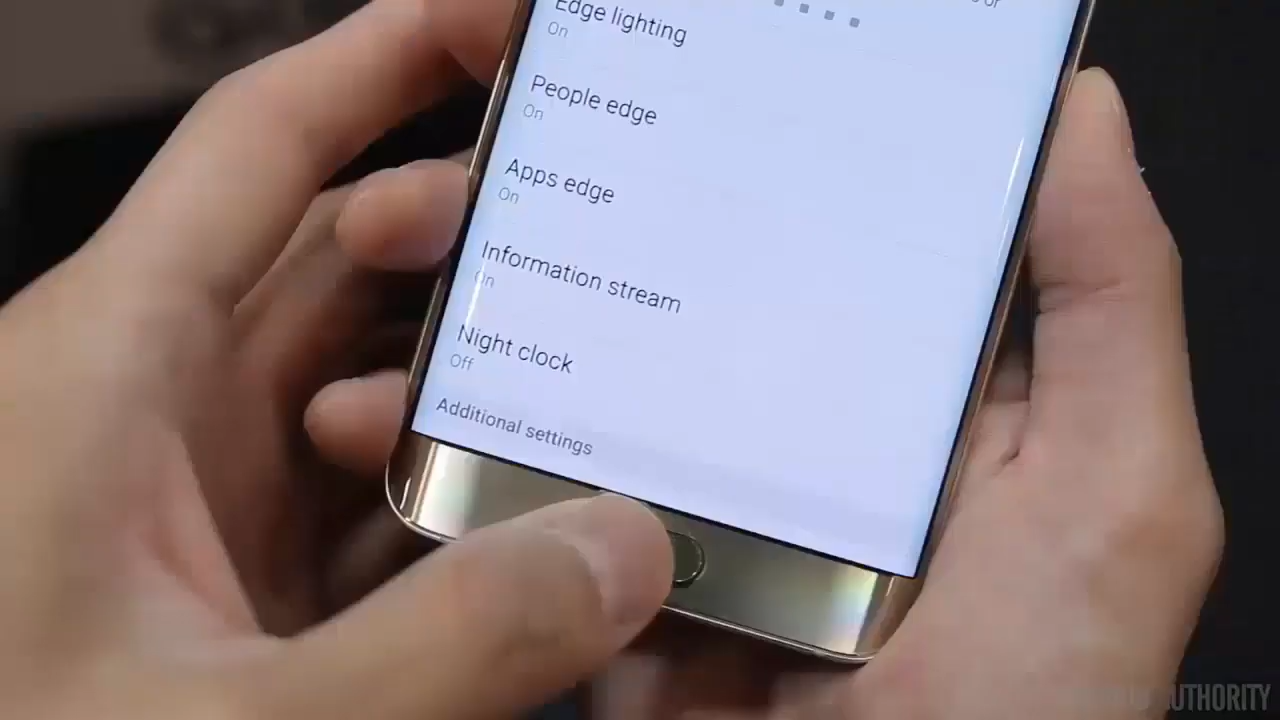 Edge lighting
On
People edge
On
Apps edge
On
Information stream
On
Night clock
Off
Additional settings
AUTHORITY